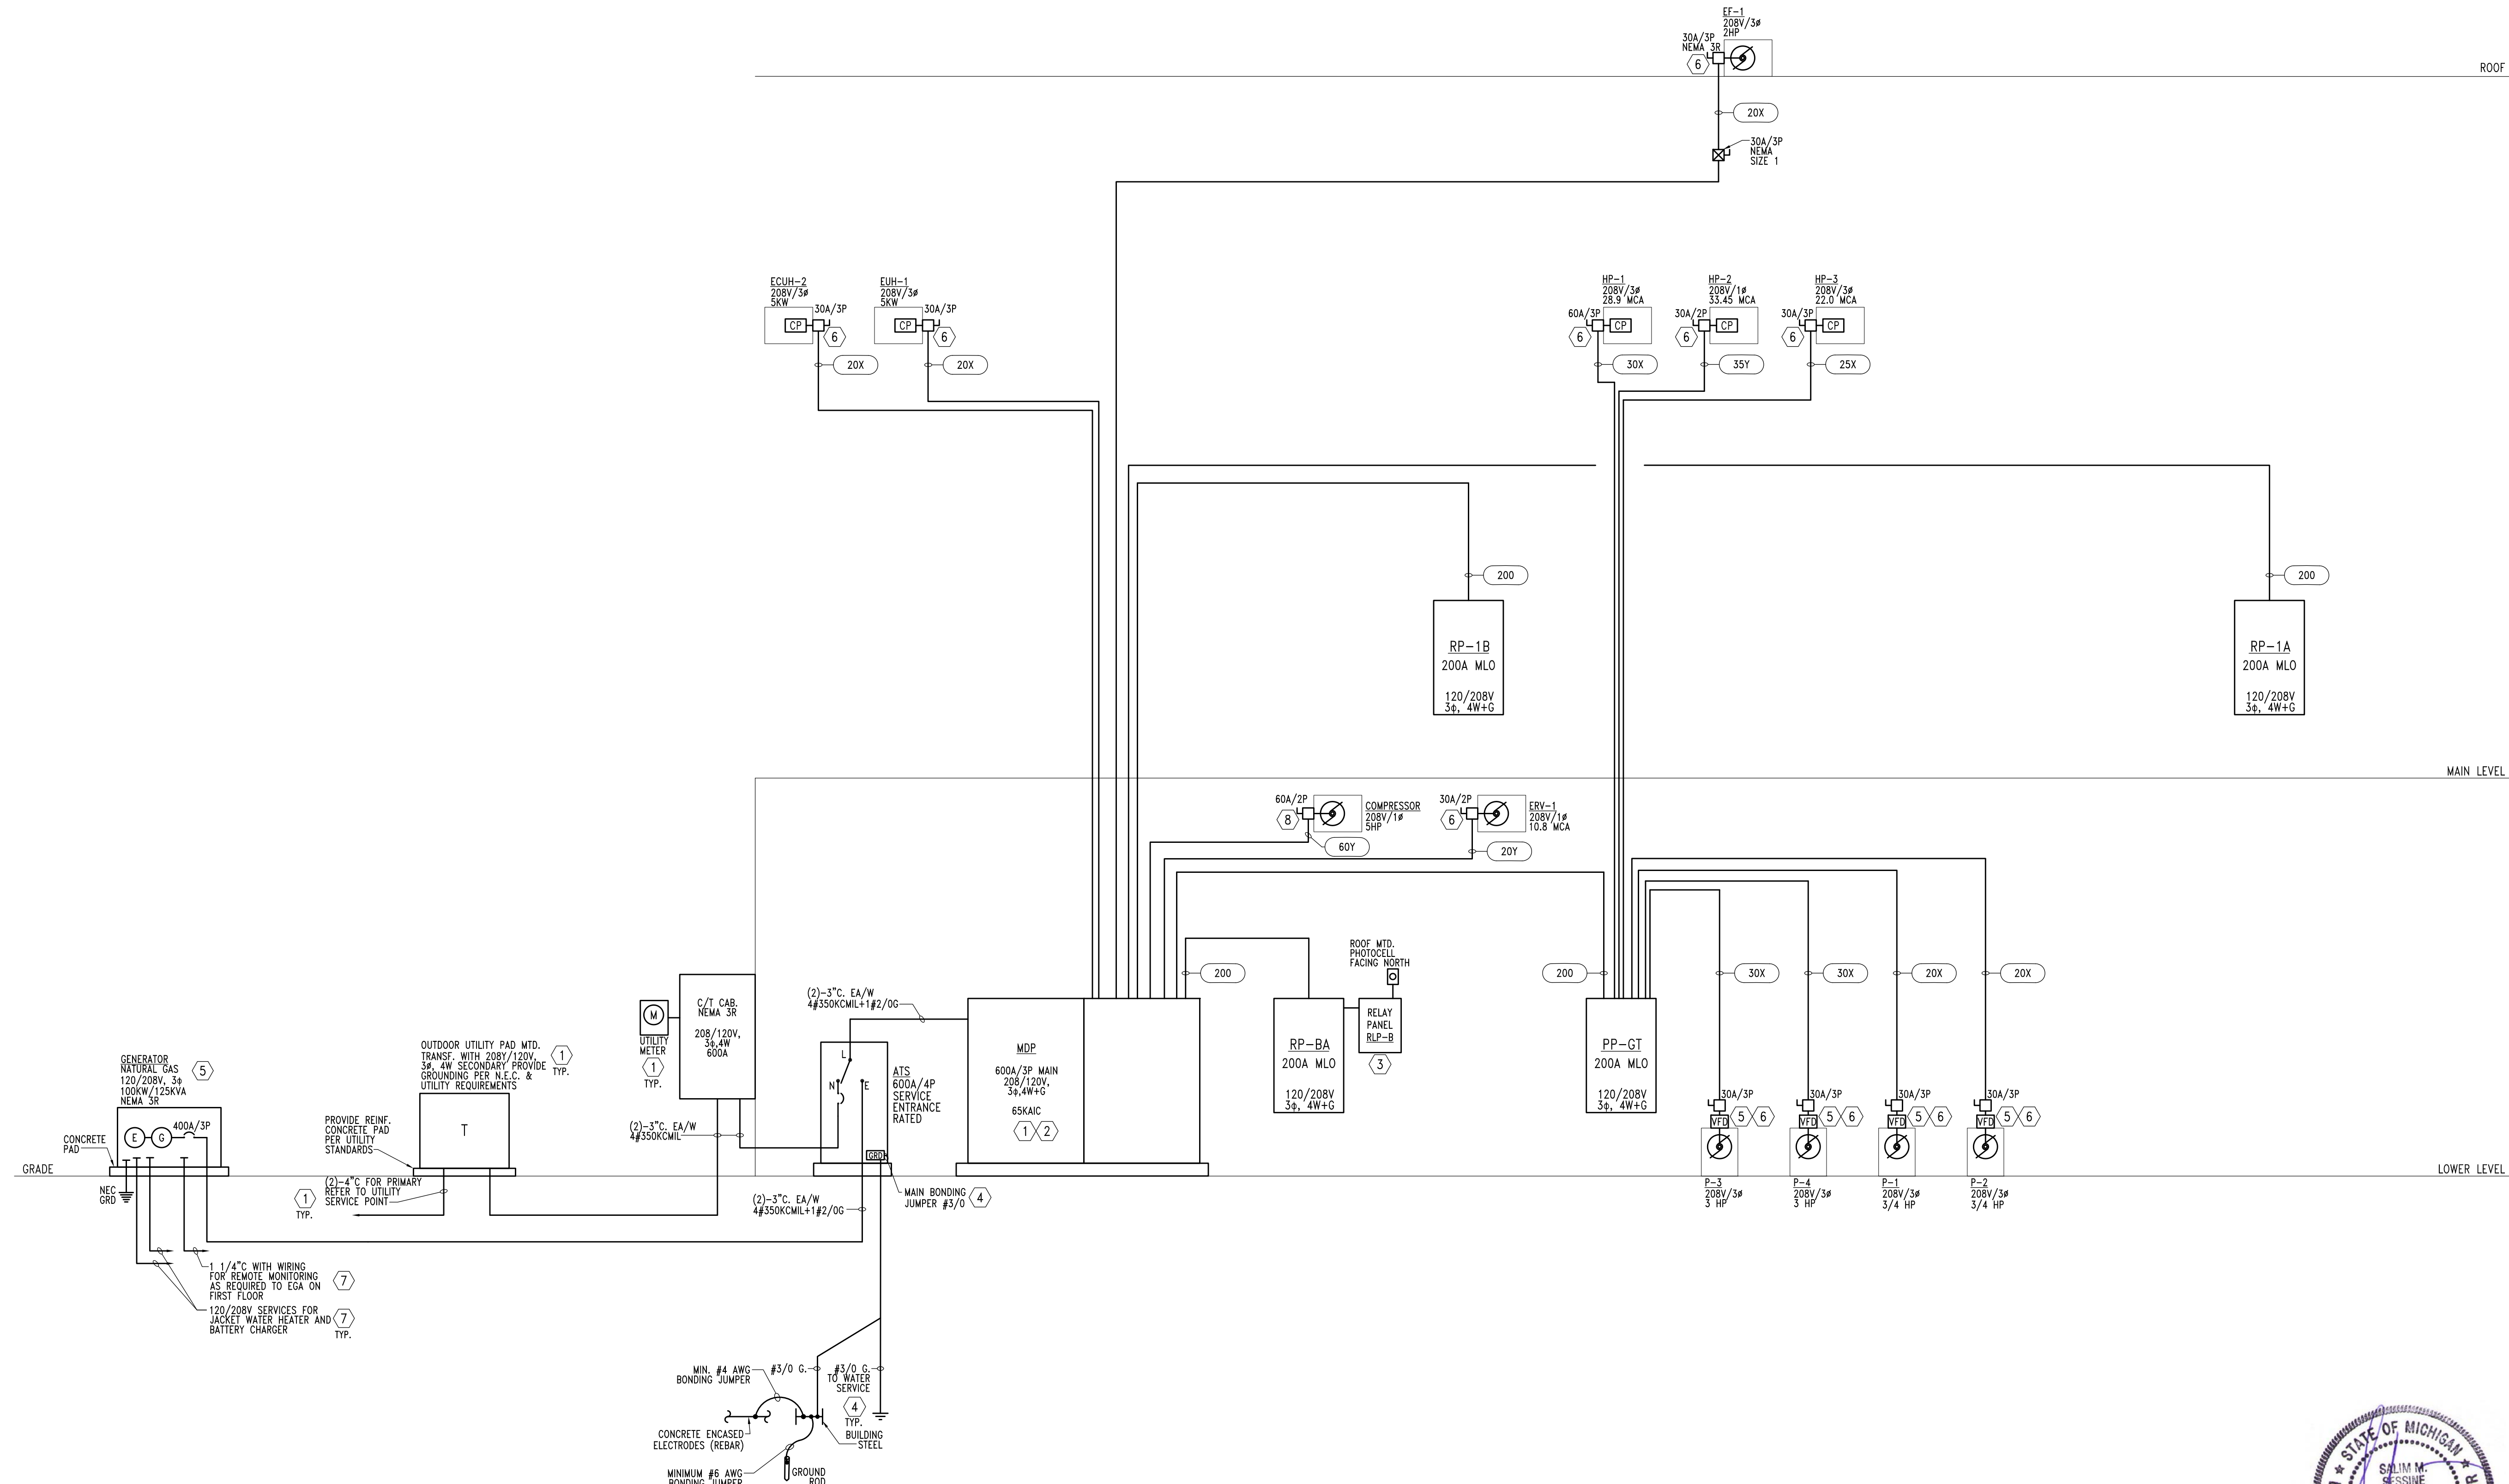 EF-1
208V/3ø
2HP
30A/3P
NEMA 3R
6
ROOF
20X
30A/3P
NEMA
SIZE 1
ECUH-2
208V/3ø
5KW
30A/3P
CP
6
20X
EUH-1
208V/3ø
5KW
30A/3P
CP
6
20X
HP-1
208V/3ø
28.9 MCA
60A/3P
CP
6
30X
HP-2
208V/1ø
33.45 MCA
30A/2P
CP
6
35Y
HP-3
208V/3ø
22.0 MCA
30A/3P
CP
6
25X
200
RP-1B
200A MLO
120/208V
3ϕ, 4W+G
200
RP-1A
200A MLO
120/208V
3ϕ, 4W+G
MAIN LEVEL
60A/2P
8
COMPRESSOR
208V/1ø
5HP
60Y
30A/2P
6
ERV-1
208V/1ø
10.8 MCA
20Y
GENERATOR
NATURAL GAS
120/208V, 3ϕ
100KW/125KVA
NEMA 3R
5
E
G
400A/3P
CONCRETE
PAD
GRADE
NEC
GRD
OUTDOOR UTILITY PAD MTD.
TRANSF. WITH 208Y/120V,
3ø, 4W SECONDARY PROVIDE
GROUNDING PER N.E.C. &
UTILITY REQUIREMENTS
1
TYP.
T
PROVIDE REINF.
CONCRETE PAD
PER UTILITY
STANDARDS
(2)-4"C FOR PRIMARY
REFER TO UTILITY
SERVICE POINT
1
TYP.
M
UTILITY
METER
1
TYP.
C/T CAB.
NEMA 3R
208/120V,
3ϕ,4W
600A
(2)-3"C. EA/W
4#350KCMIL
(2)-3"C. EA/W
4#350KCMIL+1#2/0G
L
N
E
ATS
600A/4P
SERVICE
ENTRANCE
RATED
GRD
MAIN BONDING
JUMPER #3/0
4
(2)-3"C. EA/W
4#350KCMIL+1#2/0G
MDP
600A/3P MAIN
208/120V,
3ϕ,4W+G
65KAIC
1
2
200
RP-BA
200A MLO
120/208V
3ϕ, 4W+G
ROOF MTD.
PHOTOCELL
FACING NORTH
RELAY
PANEL
RLP-B
3
200
PP-GT
200A MLO
120/208V
3ϕ, 4W+G
30X
30X
20X
20X
30A/3P
VFD
5
6
P-3
208V/3ø
3 HP
30A/3P
VFD
5
6
P-4
208V/3ø
3 HP
30A/3P
VFD
5
6
P-1
208V/3ø
3/4 HP
30A/3P
VFD
5
6
P-2
208V/3ø
3/4 HP
LOWER LEVEL
1 1/4"C WITH WIRING
FOR REMOTE MONITORING
AS REQUIRED TO EGA ON
FIRST FLOOR
7
120/208V SERVICES FOR
JACKET WATER HEATER AND
BATTERY CHARGER
7
TYP.
MIN. #4 AWG
BONDING JUMPER
#3/0 G.
#3/0 G.
TO WATER
SERVICE
4
TYP.
CONCRETE ENCASED
ELECTRODES (REBAR)
BUILDING
STEEL
MINIMUM #6 AWG
BONDING JUMPER
GROUND
ROD
STATE OF MICHIGAN
SALIM M.
SESSINE